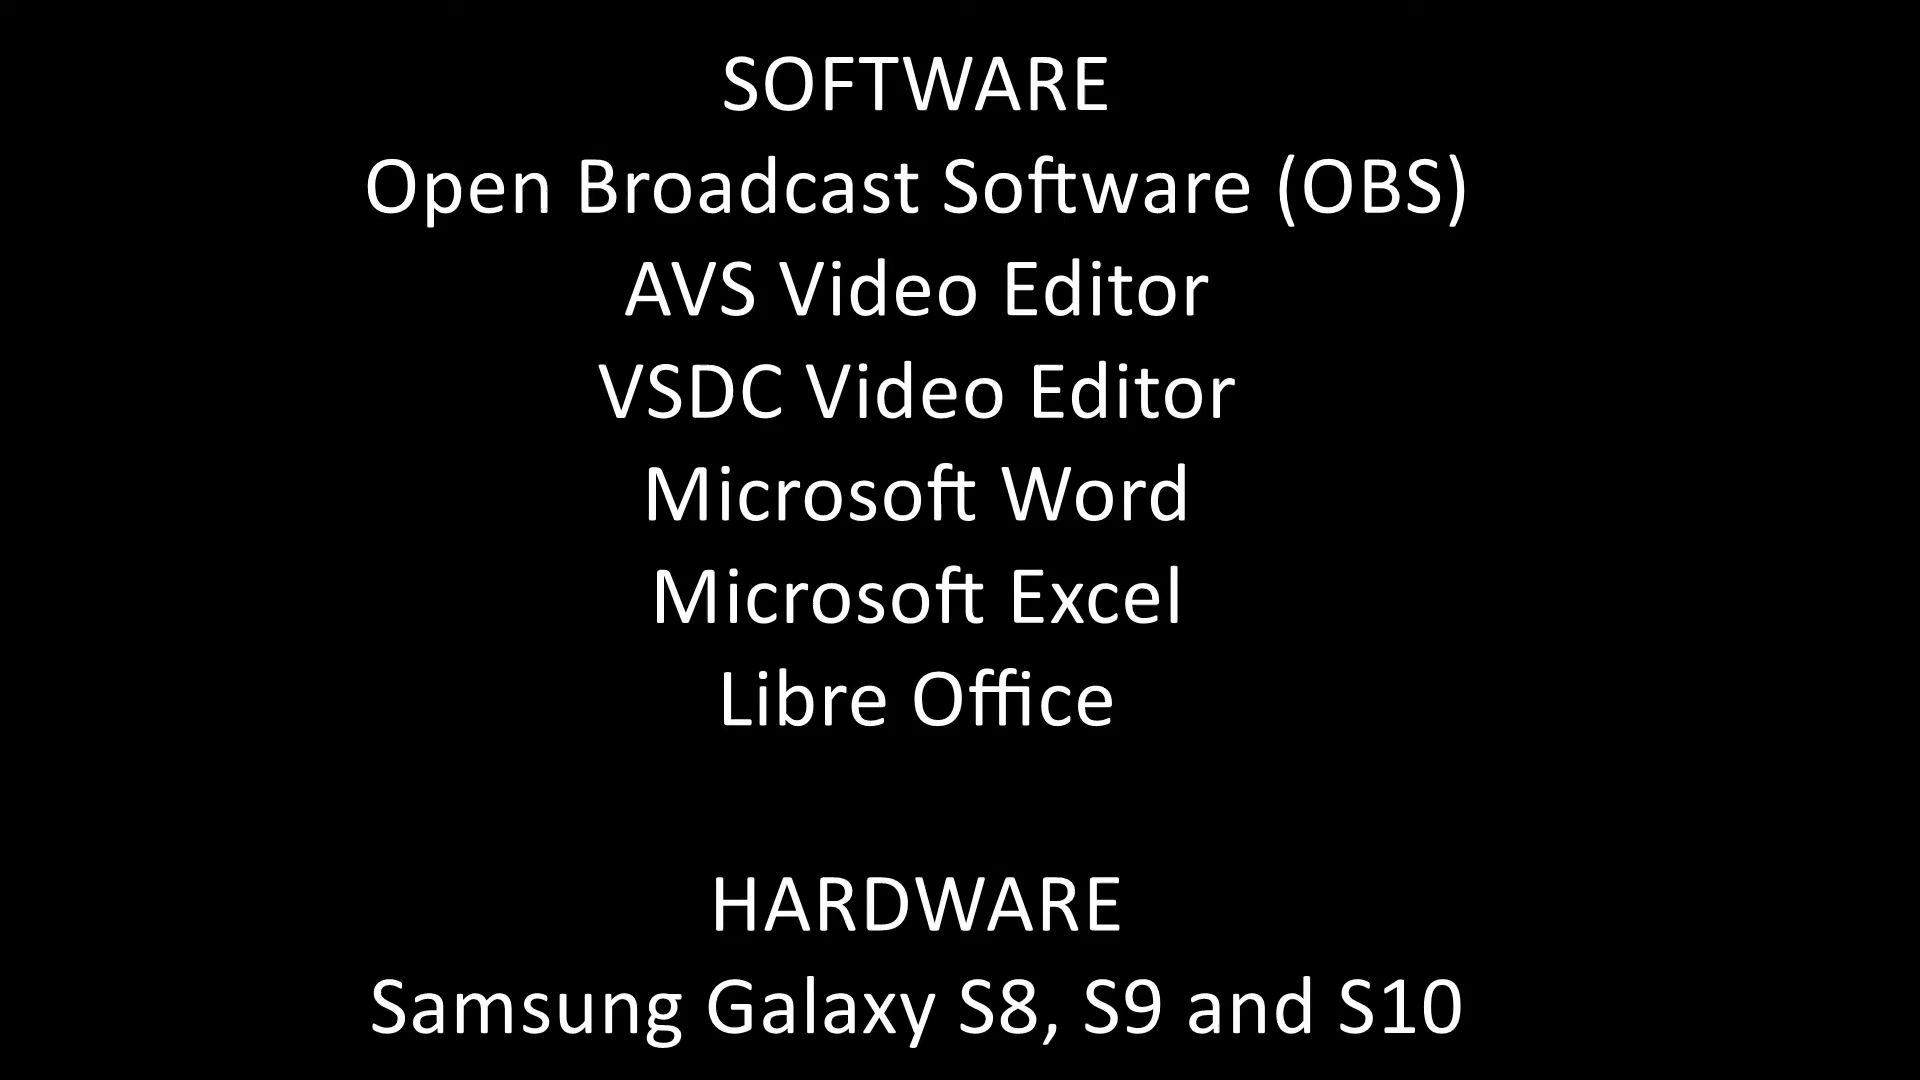 SOFTWARE
Open Broadcast Software (OBS)
AVS Video Editor
VSDC Video Editor
Microsoft Word
Microsoft Excel
Libre Office
HARDWARE
Samsung Galaxy S8, S9 and S10